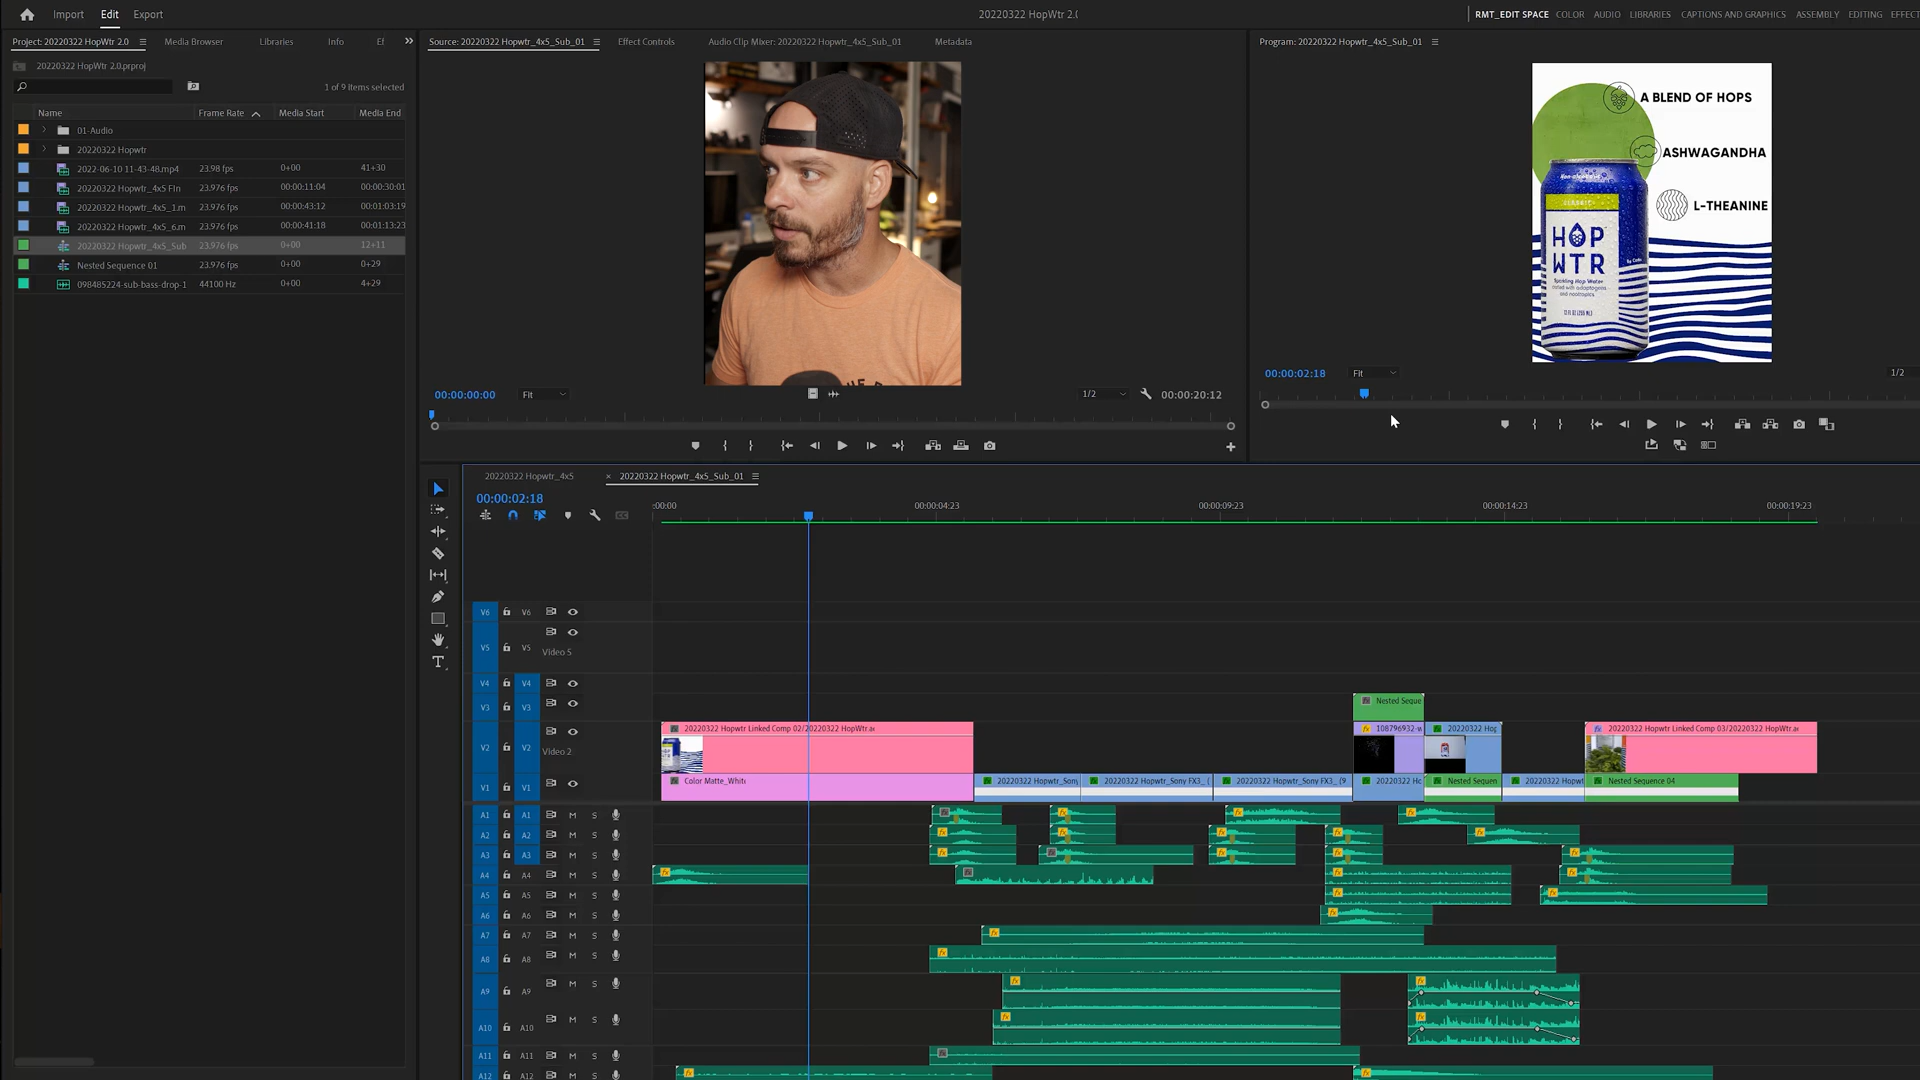 Import Edit Export
20220322 HopWtr 2.(
RMT_EDIT SPACE COLOR AUDIO LIBRARIES CAPTIONS AND GRAPHICS ASSEMBLY EDITING EFFECT
Project: 20220322 HopWtr 2.0 Media Browser Libraries Info Ef
Source: 20220322 Hopwtr_4x5_Sub_01 Effect Controls Audio Clip Mixer: 20220322 Hopwtr_4x5_Sub_01 Metadata
Program: 20220322 Hopwtr_4x5_Sub_01
20220322 HopWtr 2.0.prproj
1 of 9 Items selected
Name Frame Rate Media Start Media End
01-Audio
20220322 Hopwtr
2022-06-10 11-43-48.mp4 23.98 fps 0+00 41+30
20220322 Hopwtr_4x5 FIn 23.976 fps 00:00:11:04 00:00:30:01
20220322 Hopwtr_4x5_1.m 23.976 fps 00:00:43:12 00:01:03:19
20220322 Hopwtr_4x5_6.m 23.976 fps 00:00:41:18 00:01:13:23
20220322 Hopwtr_4x5_Sub 23.976 fps 0+00 12+11
Nested Sequence 01 23.976 fps 0+00 0+29
098485224-sub-bass-drop-1 44100 Hz 0+00 4+29
A BLEND OF HOPS
ASHWAGANDHA
L-THEANINE
CLASSIC
HOP
WTR
Sparkling Hop Water
12 FL OZ (355 ML)
00:00:00:00 Fit 1/2 00:00:20:12
00:00:02:18 Fit 1/2
20220322 Hopwtr_4x5 × 20220322 Hopwtr_4x5_Sub_01
00:00:02:18
:00:00 00:00:04:23 00:00:09:23 00:00:14:23 00:00:19:23
V6 V6
V5 V5 Video 5
V4 V4
V3 V3 Nested Seque
V2 V2 Video 2 20220322 Hopwtr Linked Comp 02/20220322 HopWtr.ae 108796932-w 20220322 Hop 20220322 Hopwtr Linked Comp 03/20220322 HopWtr.ae
V1 V1 Color Matte_White 20220322 Hopwtr_Sony 20220322 Hopwtr_Sony FX3_( 20220322 Hopwtr_Sony FX3_ (9 20220322 Hc Nested Sequen 20220322 Hopwt Nested Sequence 04
A1 A1 M S
A2 A2 M S
A3 A3 M S
A4 A4 M S
A5 A5 M S
A6 A6 M S
A7 A7 M S
A8 A8 M S
A9 A9 M S
A10 A10 M S
A11 A11 M S
A12 A12 M S